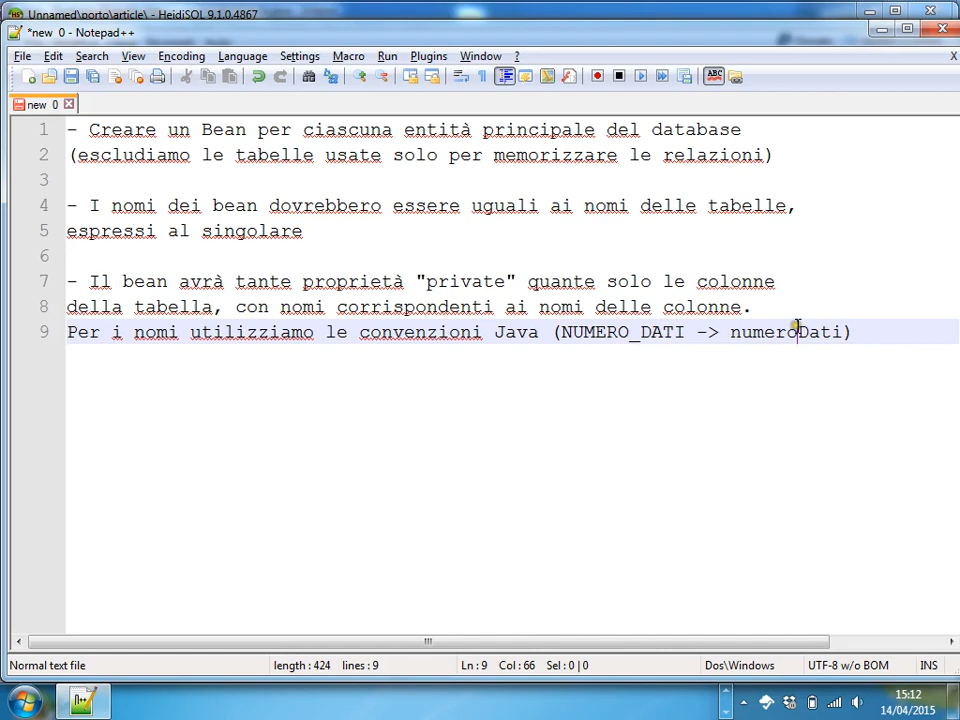 Unnamed\porto\article\ - HeidiSQL 9.1.0.4867
*new 0 - Notepad++
File Edit Search View Encoding Language Settings Macro Run Plugins Window ? X
new 0
1 - Creare un Bean per ciascuna entità principale del database
2 (escludiamo le tabelle usate solo per memorizzare le relazioni)
3
4 - I nomi dei bean dovrebbero essere uguali ai nomi delle tabelle,
5 espressi al singolare
6
7 - Il bean avrà tante proprietà "private" quante solo le colonne
8 della tabella, con nomi corrispondenti ai nomi delle colonne.
9 Per i nomi utilizziamo le convenzioni Java (NUMERO_DATI -> numeroDati)
Normal text file length : 424 lines : 9 Ln : 9 Col : 66 Sel : 0 | 0 Dos\Windows UTF-8 w/o BOM INS
15:12
14/04/2015